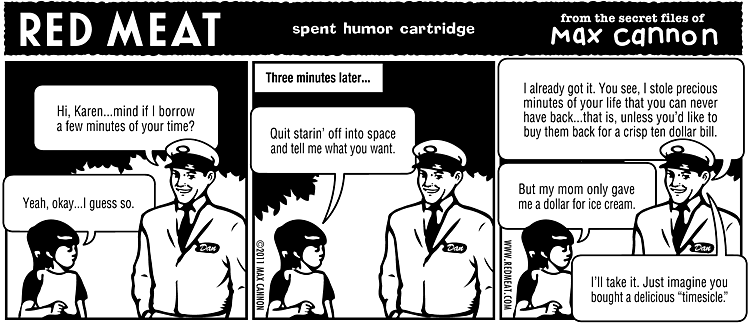 RED MEAT
spent humor cartridge
from the secret files of
Max cannon
Hi, Karen...mind if I borrow
a few minutes of your time?
Yeah, okay...I guess so.
Dan
Three minutes later...
Quit starin' off into space
and tell me what you want.
Dan
©2011 MAX CANNON
I already got it. You see, I stole precious
minutes of your life that you can never
have back...that is, unless you'd like to
buy them back for a crisp ten dollar bill.
But my mom only gave
me a dollar for ice cream.
Dan
I'll take it. Just imagine you
bought a delicious "timesicle."
WWW.REDMEAT.COM